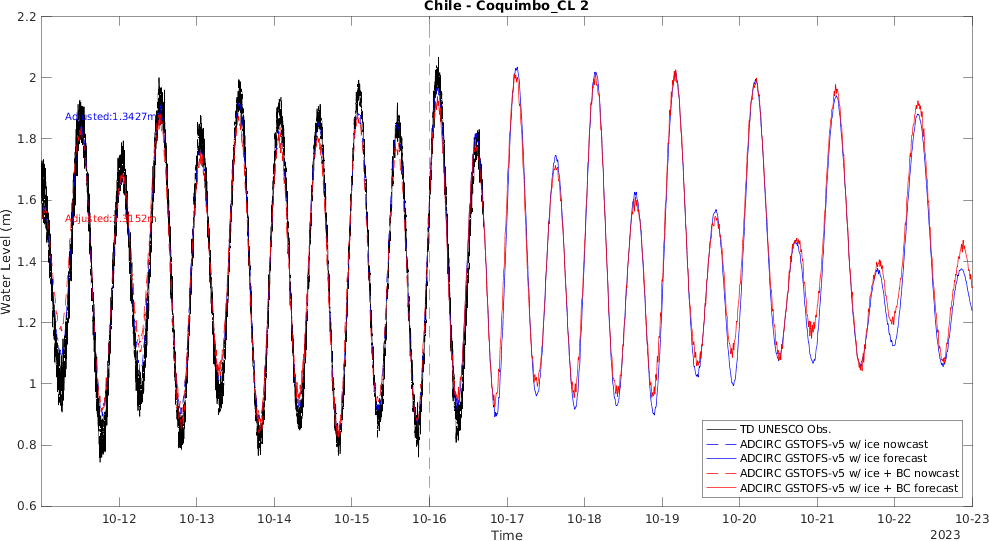 Chile - Coquimbo_CL 2
2.2
2
1.8
1.6
1.4
1.2
1
0.8
0.6
Water Level (m)
Adjusted:1.3427m
Adjusted:1.3152m
TD UNESCO Obs.
ADCIRC GSTOFS-v5 w/ ice nowcast
ADCIRC GSTOFS-v5 w/ ice forecast
ADCIRC GSTOFS-v5 w/ ice + BC nowcast
ADCIRC GSTOFS-v5 w/ ice + BC forecast
10-12 10-13 10-14 10-15 10-16 10-17 10-18 10-19 10-20 10-21 10-22 10-23
Time
2023